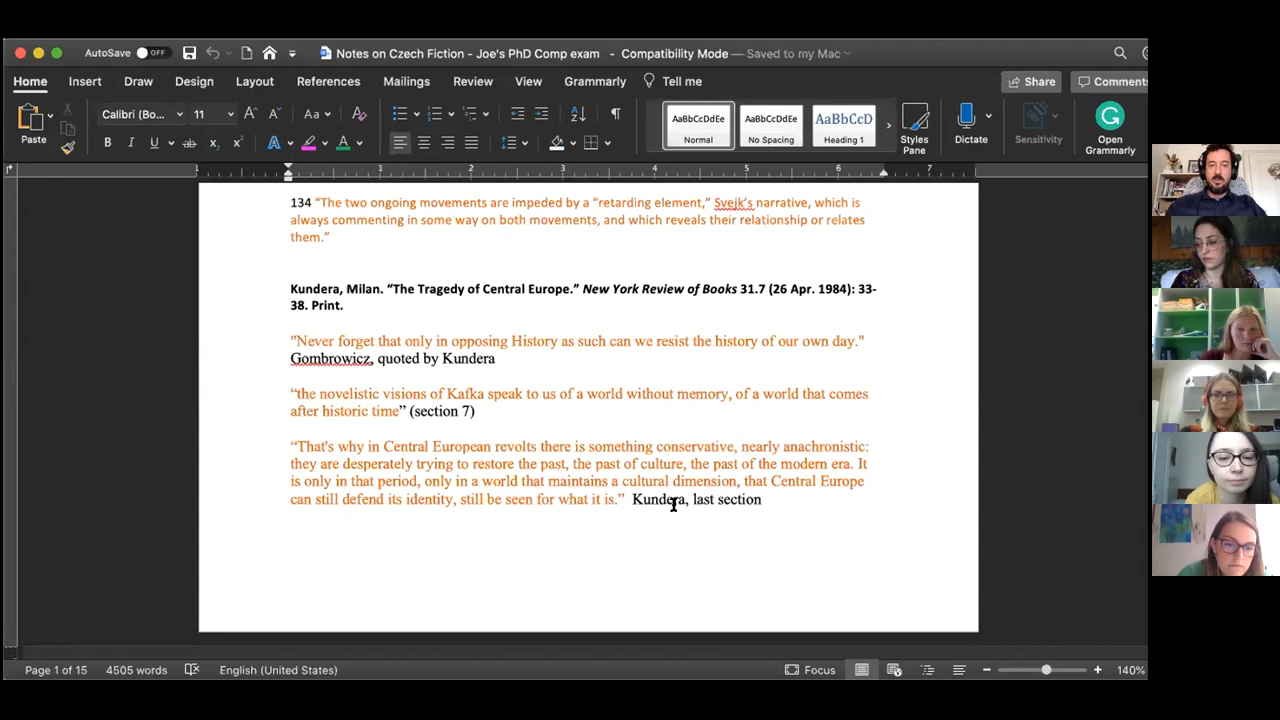 AutoSave OFF Notes on Czech Fiction - Joe's PhD Comp exam - Compatibility Mode — Saved to my Mac
Home Insert Draw Design Layout References Mailings Review View Grammarly Tell me Share Comments
Paste Calibri (Bo... 11 A A Aa A AaBbCcDdEe AaBbCcDdEe AaBbCcD
B I U ab x x A A Normal No Spacing Heading 1 Styles Pane Dictate Sensitivity Open Grammarly
1 1 2 3 4 5 6 7
134 “The two ongoing movements are impeded by a “retarding element,” Svejk’s narrative, which is
always commenting in some way on both movements, and which reveals their relationship or relates
them.”
Kundera, Milan. “The Tragedy of Central Europe.” New York Review of Books 31.7 (26 Apr. 1984): 33-
38. Print.
"Never forget that only in opposing History as such can we resist the history of our own day."
Gombrowicz, quoted by Kundera
“the novelistic visions of Kafka speak to us of a world without memory, of a world that comes
after historic time” (section 7)
“That's why in Central European revolts there is something conservative, nearly anachronistic:
they are desperately trying to restore the past, the past of culture, the past of the modern era. It
is only in that period, only in a world that maintains a cultural dimension, that Central Europe
can still defend its identity, still be seen for what it is.” Kundera, last section
Page 1 of 15 4505 words English (United States) Focus 140%